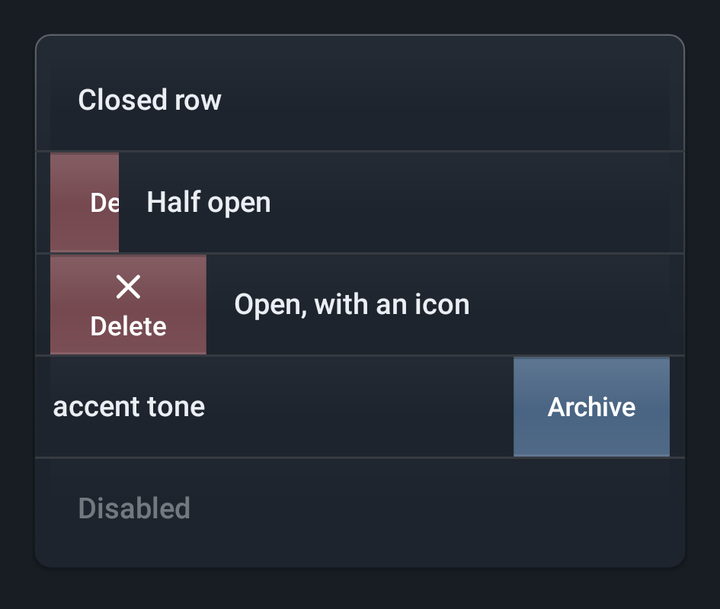 Closed row
De
Half open
Delete
Open, with an icon
accent tone
Archive
Disabled